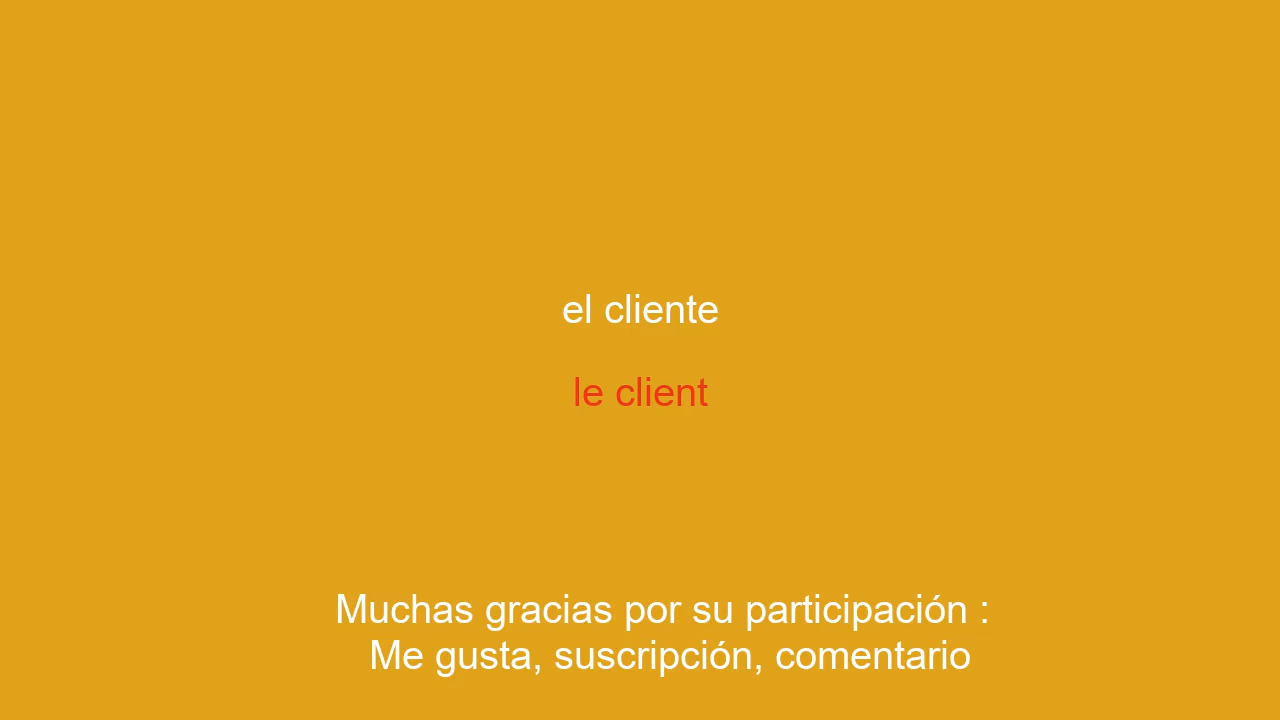 el cliente
le client
Muchas gracias por su participación :
Me gusta, suscripción, comentario